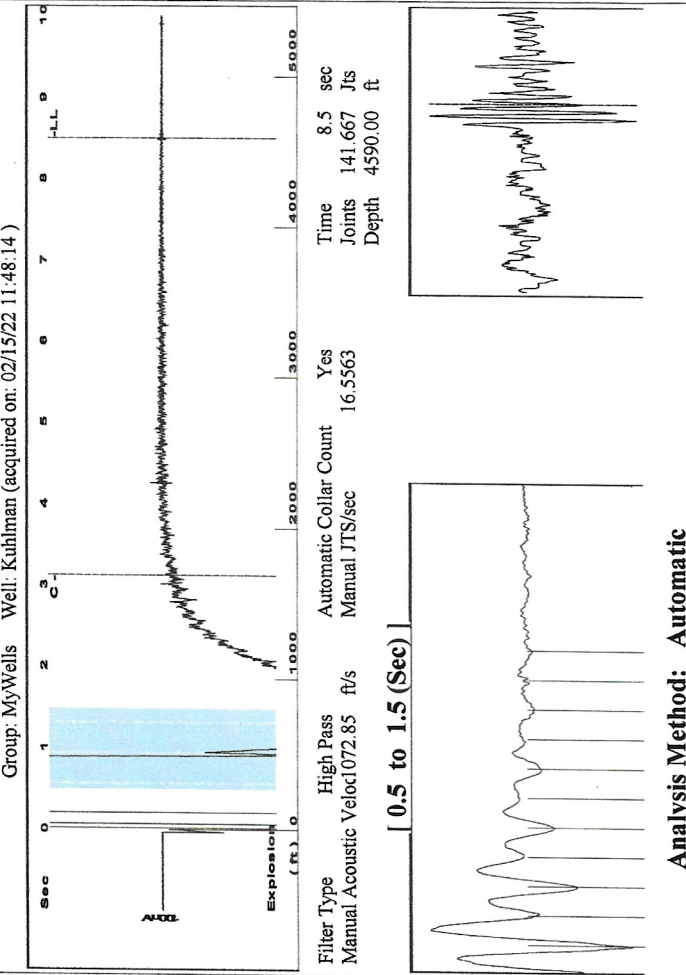 Group: MyWells Well: Kuhlman (acquired on: 02/15/22 11:48:14 )
Sec 0 1 2 3 4 5 6 7 8 9 10
C
-LL
Explosion
( ft ) 0 1000 2000 3000 4000 5000
Filter Type High Pass Automatic Collar Count Yes Time 8.5 sec
Manual Acoustic Veloc1072.85 ft/s Manual JTS/sec 16.5563 Joints 141.667 Jts
Depth 4590.00 ft
[ 0.5 to 1.5 (Sec) ]
Analysis Method: Automatic